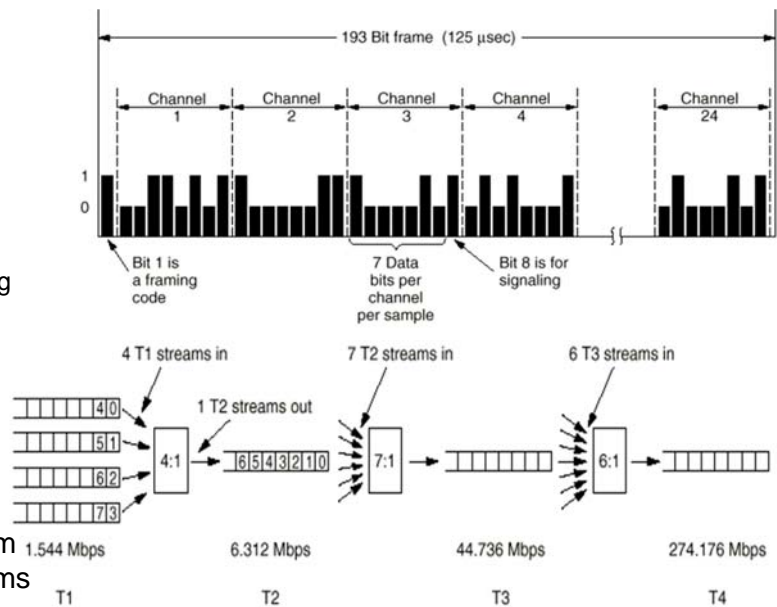 193 Bit frame (125 μsec)
Channel 1
Channel 2
Channel 3
Channel 4
Channel 24
1
0
Bit 1 is
a framing
code
7 Data
bits per
channel
per sample
Bit 8 is for
signaling
g
4 T1 streams in
7 T2 streams in
6 T3 streams in
1 T2 streams out
4 0
5 1
6 2
7 3
4:1
6 5 4 3 2 1 0
7:1
6:1
m
ms
1.544 Mbps
6.312 Mbps
44.736 Mbps
274.176 Mbps
T1
T2
T3
T4